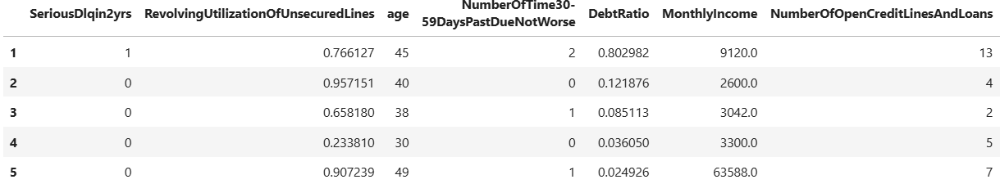 SeriousDlqin2yrs RevolvingUtilizationOfUnsecuredLines age NumberOfTime30-
59DaysPastDueNotWorse DebtRatio MonthlyIncome NumberOfOpenCreditLinesAndLoans
1 1 0.766127 45 2 0.802982 9120.0 13
2 0 0.957151 40 0 0.121876 2600.0 4
3 0 0.658180 38 1 0.085113 3042.0 2
4 0 0.233810 30 0 0.036050 3300.0 5
5 0 0.907239 49 1 0.024926 63588.0 7